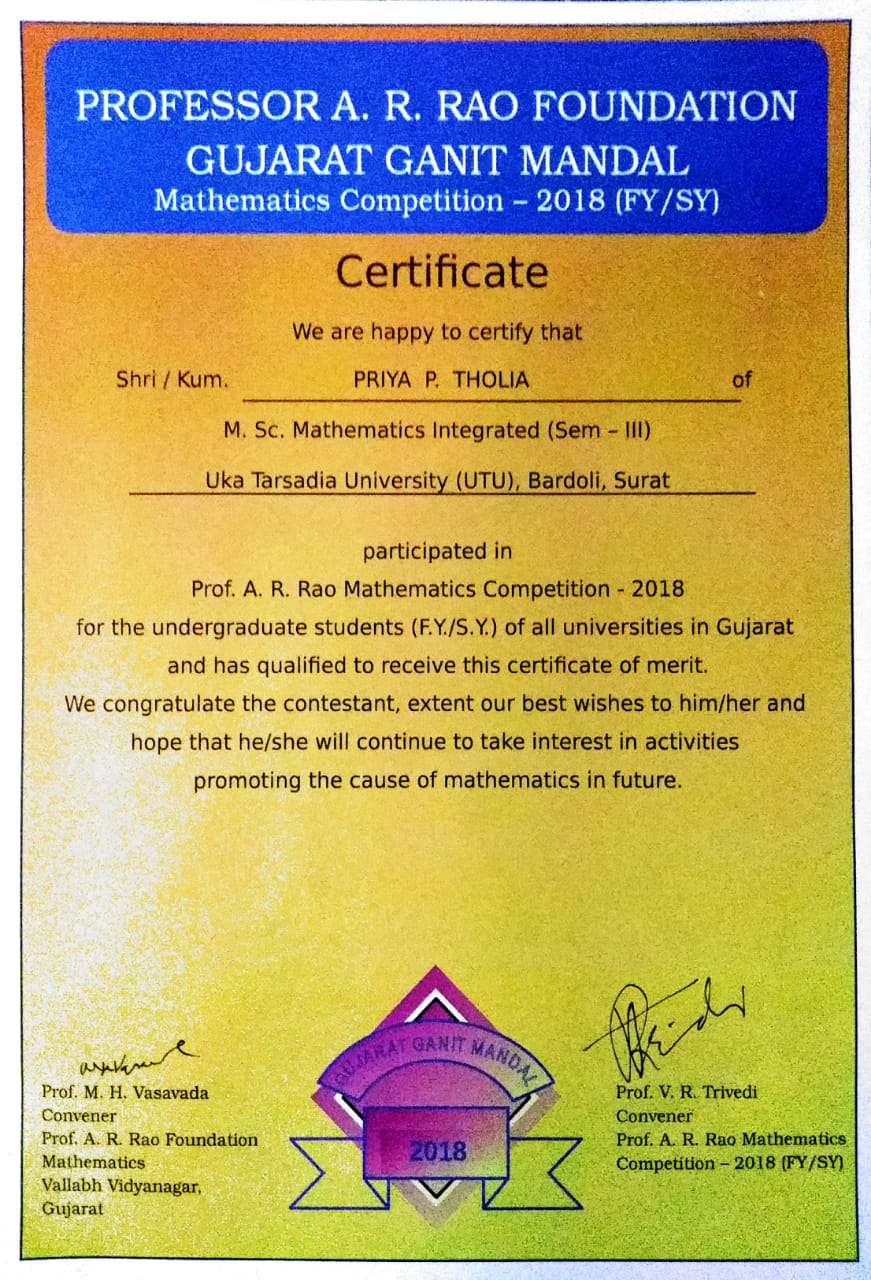 PROFESSOR A. R. RAO FOUNDATION
GUJARAT GANIT MANDAL
Mathematics Competition – 2018 (FY/SY)
Certificate
We are happy to certify that
Shri / Kum. PRIYA P. THOLIA of
M. Sc. Mathematics Integrated (Sem – III)
Uka Tarsadia University (UTU), Bardoli, Surat
participated in
Prof. A. R. Rao Mathematics Competition - 2018
for the undergraduate students (F.Y./S.Y.) of all universities in Gujarat
and has qualified to receive this certificate of merit.
We congratulate the contestant, extent our best wishes to him/her and
hope that he/she will continue to take interest in activities
promoting the cause of mathematics in future.
Prof. M. H. Vasavada
Convener
Prof. A. R. Rao Foundation
Mathematics
Vallabh Vidyanagar,
Gujarat
GUJARAT GANIT MANDAL
2018
Prof. V. R. Trivedi
Convener
Prof. A. R. Rao Mathematics
Competition – 2018 (FY/SY)